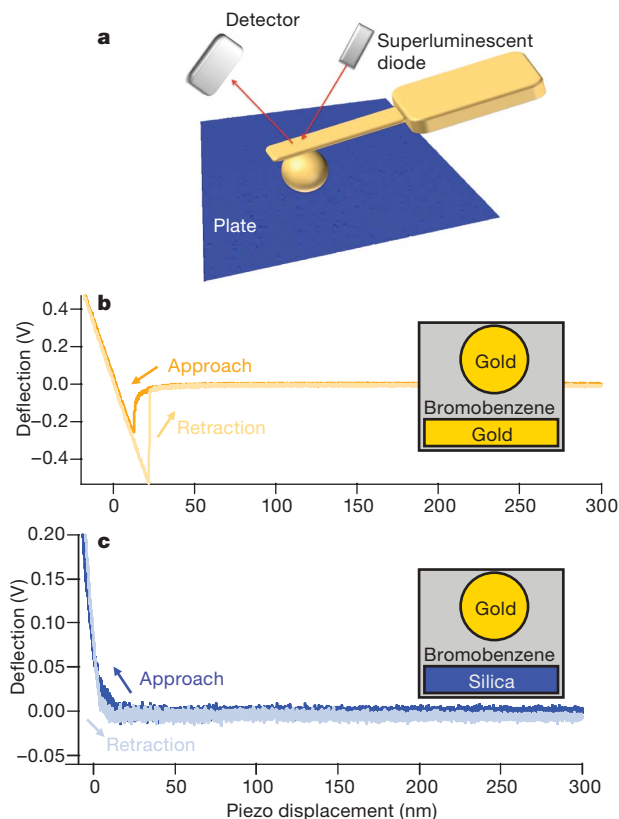 a
Detector
Superluminescent
diode
Plate
b
Deflection (V)
0.4
0.2
0.0
−0.2
−0.4
Approach
Retraction
Gold
Bromobenzene
Gold
0 50 100 150 200 250 300
c
Deflection (V)
0.20
0.15
0.10
0.05
0.00
−0.05
Approach
Retraction
Gold
Bromobenzene
Silica
0 50 100 150 200 250 300
Piezo displacement (nm)